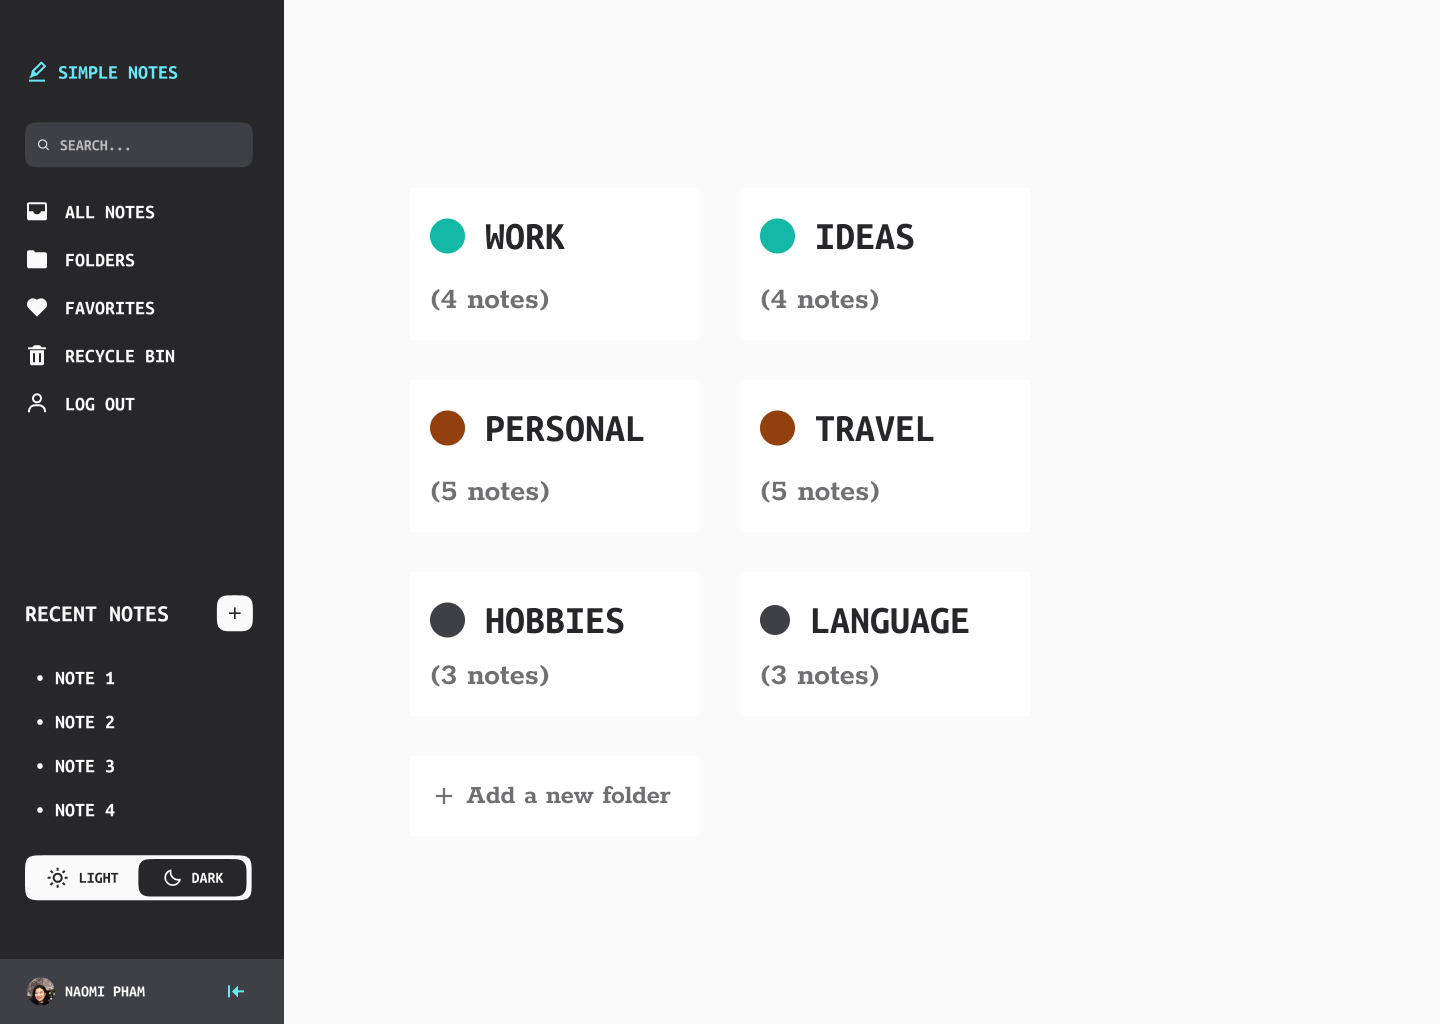 SIMPLE NOTES
SEARCH...
ALL NOTES
FOLDERS
FAVORITES
RECYCLE BIN
LOG OUT
RECENT NOTES
+
• NOTE 1
• NOTE 2
• NOTE 3
• NOTE 4
LIGHT DARK
NAOMI PHAM
WORK
(4 notes)
IDEAS
(4 notes)
PERSONAL
(5 notes)
TRAVEL
(5 notes)
HOBBIES
(3 notes)
LANGUAGE
(3 notes)
+ Add a new folder